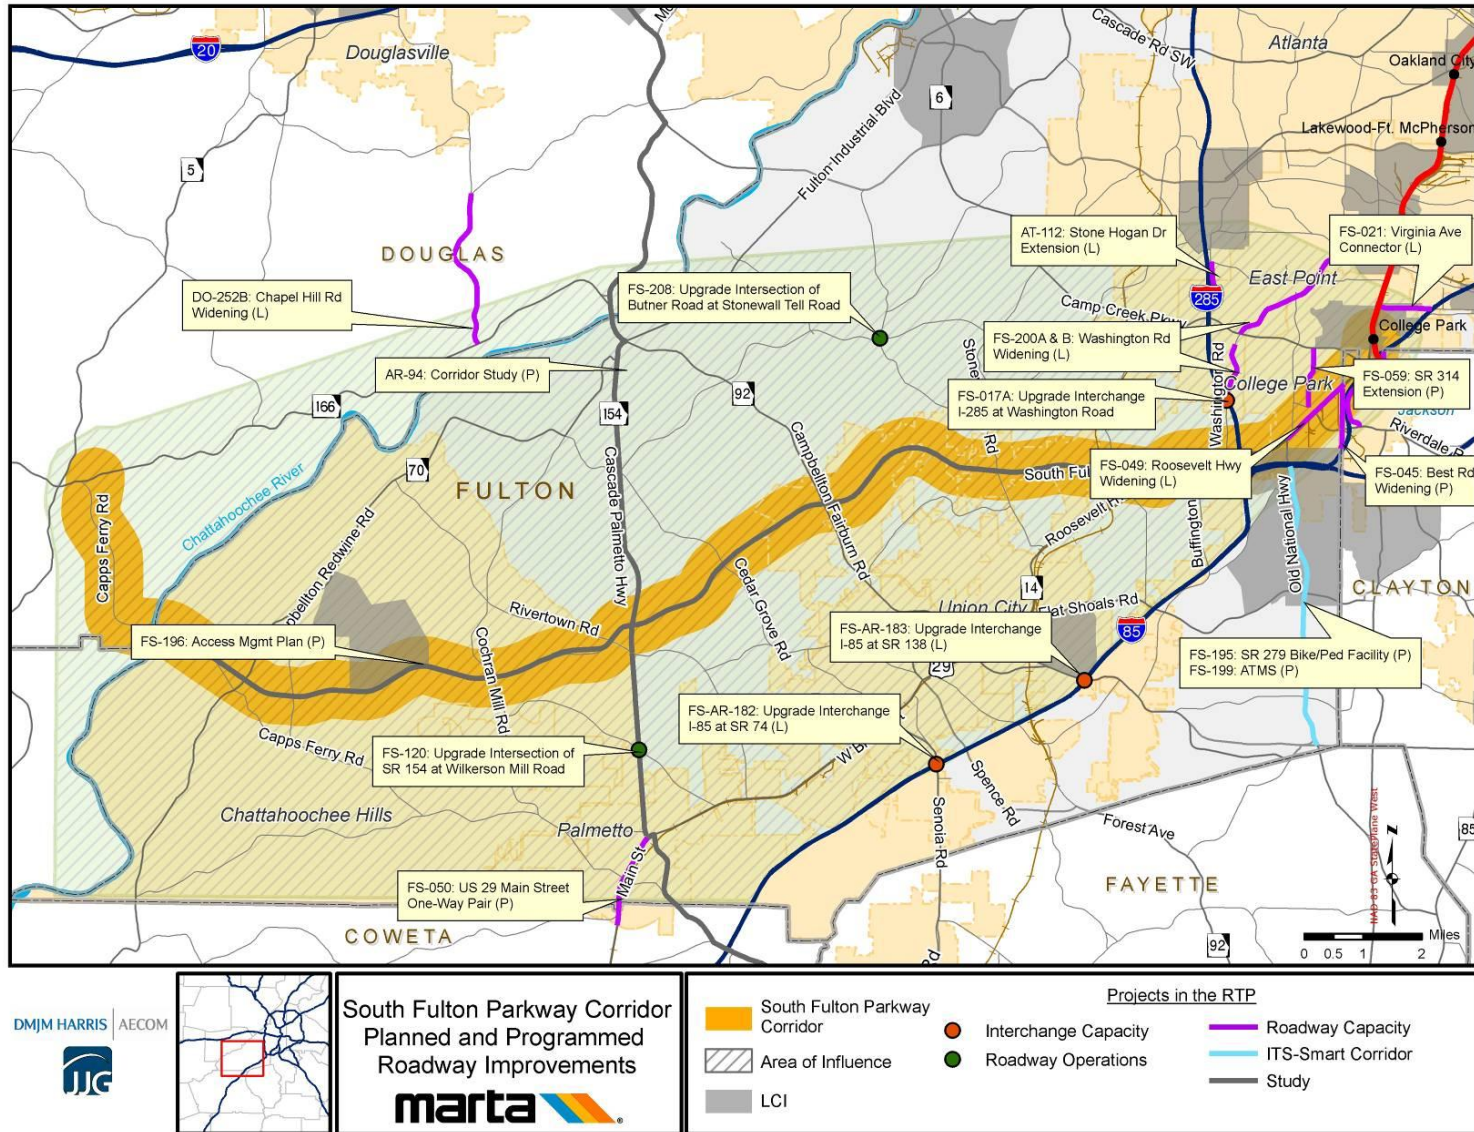 20
Douglasville
Cascade Rd SW
Atlanta
Oakland City
6
Fulton Industrial Blvd
Lakewood-Ft. McPherson
5
DOUGLAS
AT-112: Stone Hogan Dr
Extension (L)
FS-021: Virginia Ave
Connector (L)
DO-252B: Chapel Hill Rd
Widening (L)
FS-208: Upgrade Intersection of
Butner Road at Stonewall Tell Road
East Point
285
Camp Creek Pkwy
College Park
FS-200A & B: Washington Rd
Widening (L)
AR-94: Corridor Study (P)
92
166
154
FS-017A: Upgrade Interchange
I-285 at Washington Road
Washington Rd
College Park
FS-059: SR 314
Extension (P)
Jackson
Riverdale
Chattahoochee River
70
FULTON
Cascade Palmetto Hwy
Campbellton Fairburn Rd
South Ful
FS-049: Roosevelt Hwy
Widening (L)
FS-045: Best Rd
Widening (P)
Capps Ferry Rd
Roosevelt H
Buffington
Old National Hwy
CLAYTON
Cedar Grove Rd
14
Union City
Flat Shoals Rd
Rivertown Rd
FS-196: Access Mgmt Plan (P)
Cochran Mill Rd
FS-AR-183: Upgrade Interchange
I-85 at SR 138 (L)
85
29
FS-195: SR 279 Bike/Ped Facility (P)
FS-199: ATMS (P)
FS-AR-182: Upgrade Interchange
I-85 at SR 74 (L)
Capps Ferry Rd
FS-120: Upgrade Intersection of
SR 154 at Wilkerson Mill Road
Spence Rd
Chattahoochee Hills
Palmetto
Senoia Rd
Forest Ave
85
Main St
FS-050: US 29 Main Street
One-Way Pair (P)
FAYETTE
NAD 83 GA StatePlane West
COWETA
Rd
92
Miles
0 0.5 1 2
DMJM HARRIS AECOM
JJG
South Fulton Parkway Corridor
Planned and Programmed
Roadway Improvements
marta
South Fulton Parkway
Corridor
Area of Influence
LCI
Projects in the RTP
Interchange Capacity
Roadway Operations
Roadway Capacity
ITS-Smart Corridor
Study